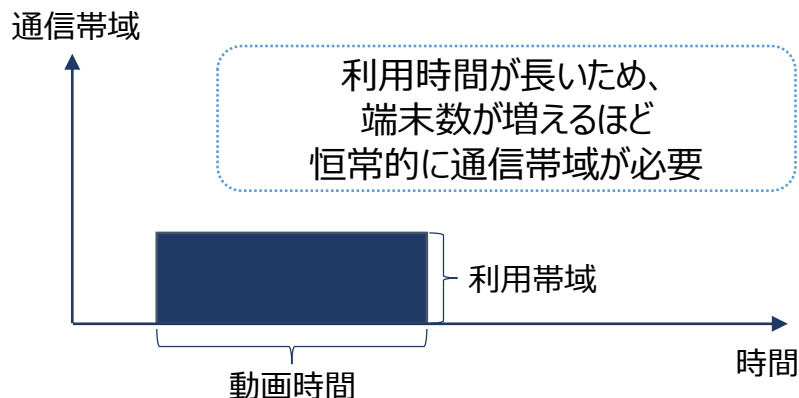 通信帯域
利用時間が長いため、
端末数が増えるほど
恒常的に通信帯域が必要
利用帯域
時間
動画時間